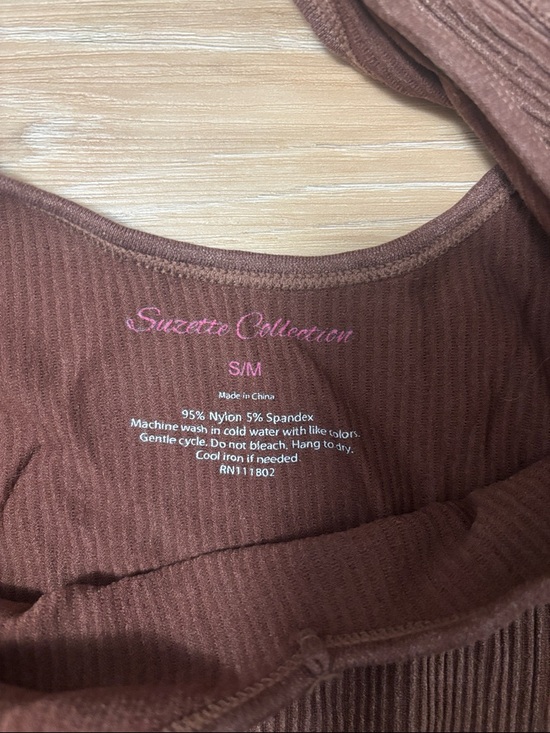 Suzette Collection
S/M
Made in China
95% Nylon 5% Spandex
Machine wash in cold water with like colors.
Gentle cycle. Do not bleach. Hang to dry.
Cool iron if needed.
RN111802